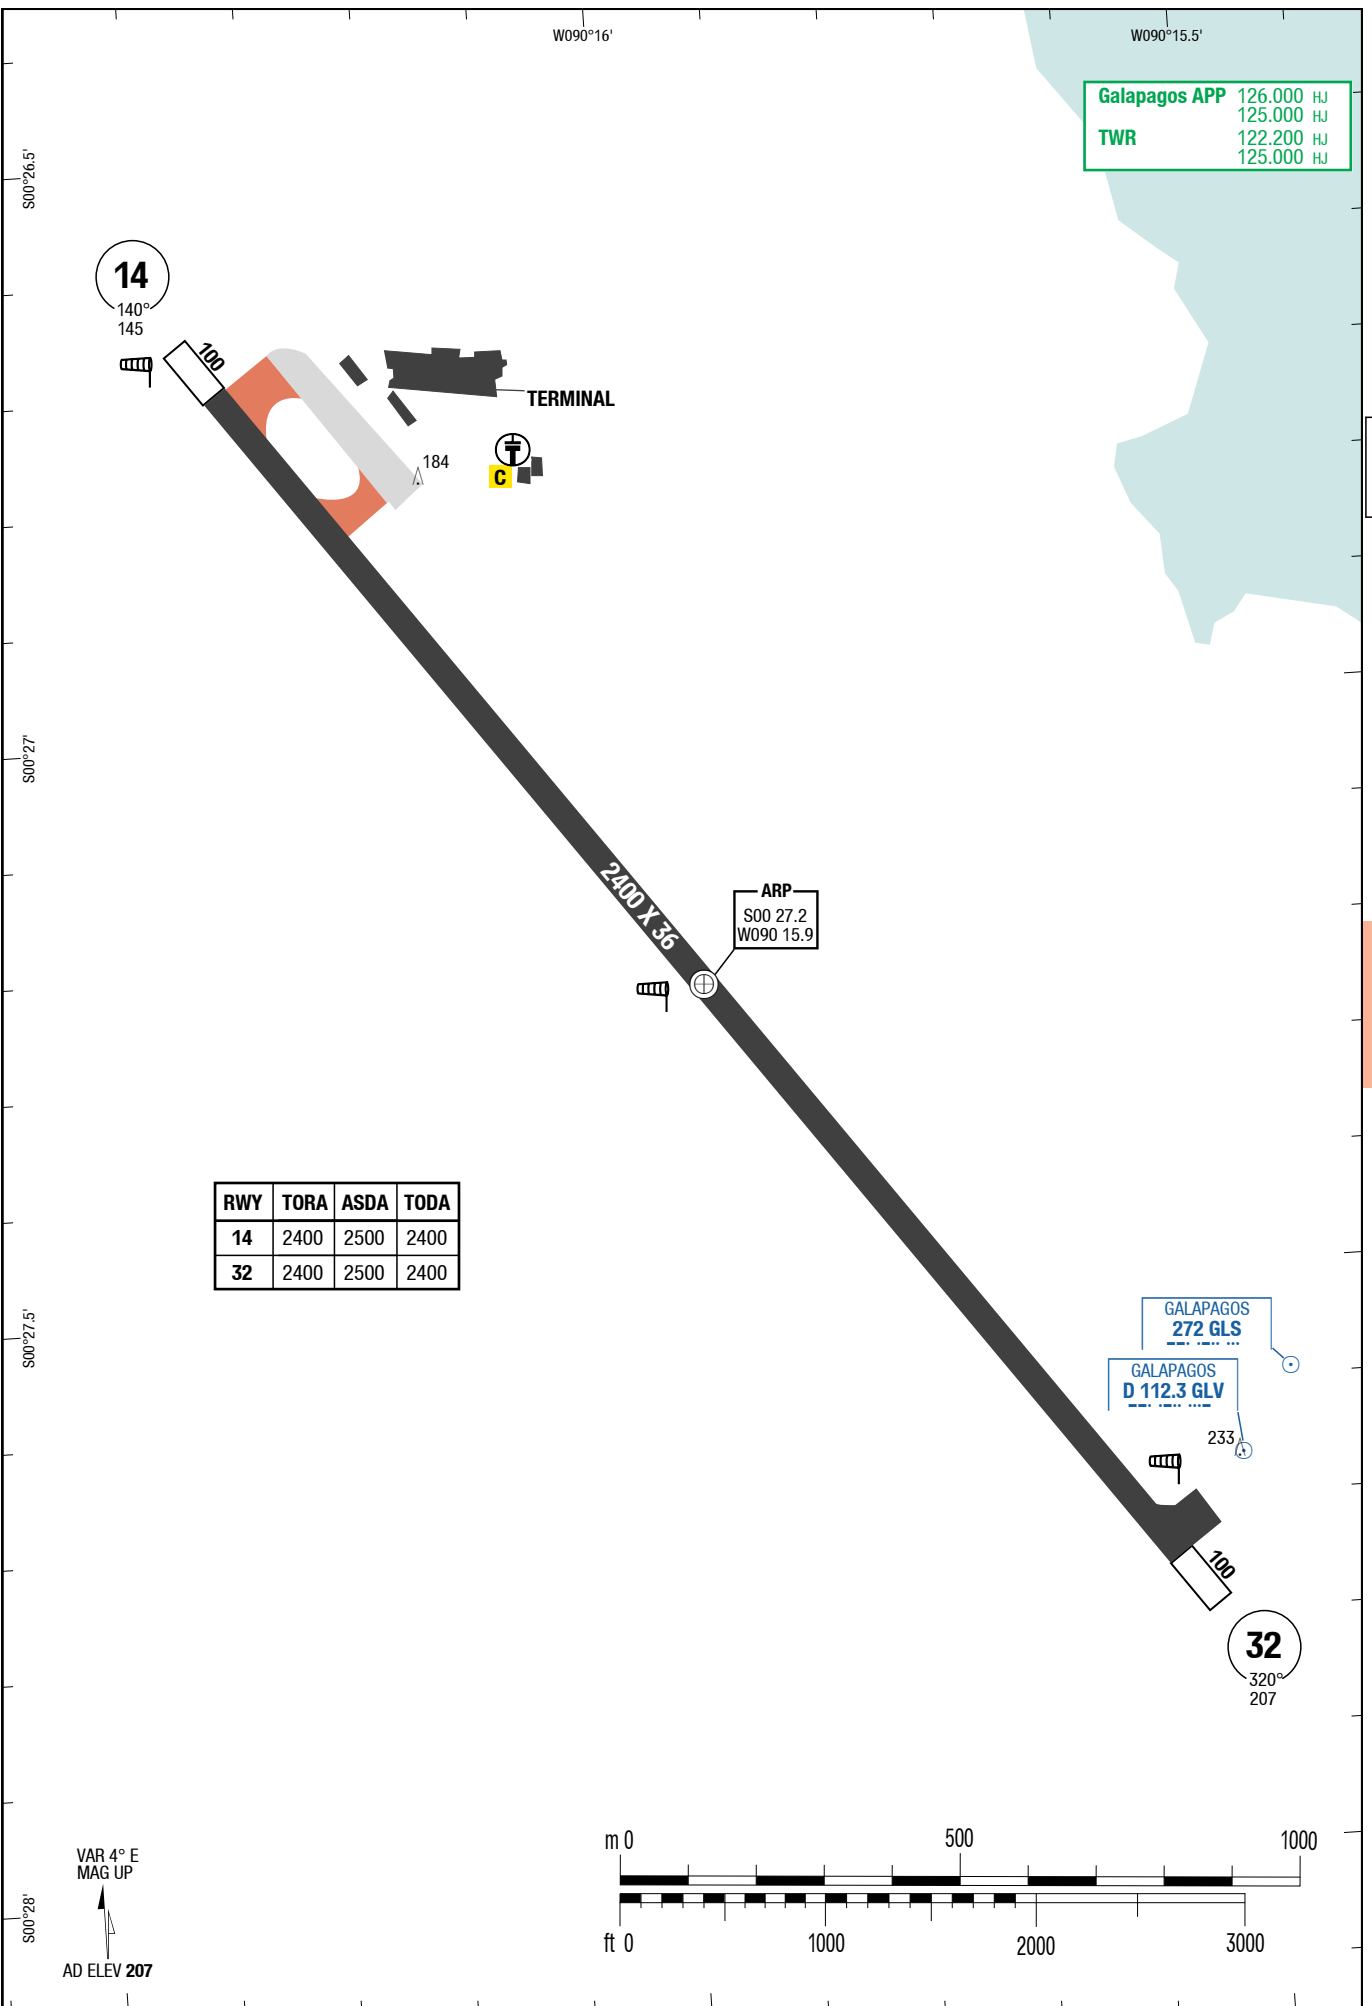 W090°16'
W090°15.5'
Galapagos APP 126.000 HJ
125.000 HJ
TWR 122.200 HJ
125.000 HJ
S00°26.5'
14
140°
145
100
TERMINAL
184
C
S00°27'
2400 X 36
ARP
S00 27.2
W090 15.9
RWY TORA ASDA TODA
14 2400 2500 2400
32 2400 2500 2400
S00°27.5'
GALAPAGOS
272 GLS
GALAPAGOS
D 112.3 GLV
233
100
32
320°
207
m 0 500 1000
ft 0 1000 2000 3000
VAR 4° E
MAG UP
S00°28'
AD ELEV 207